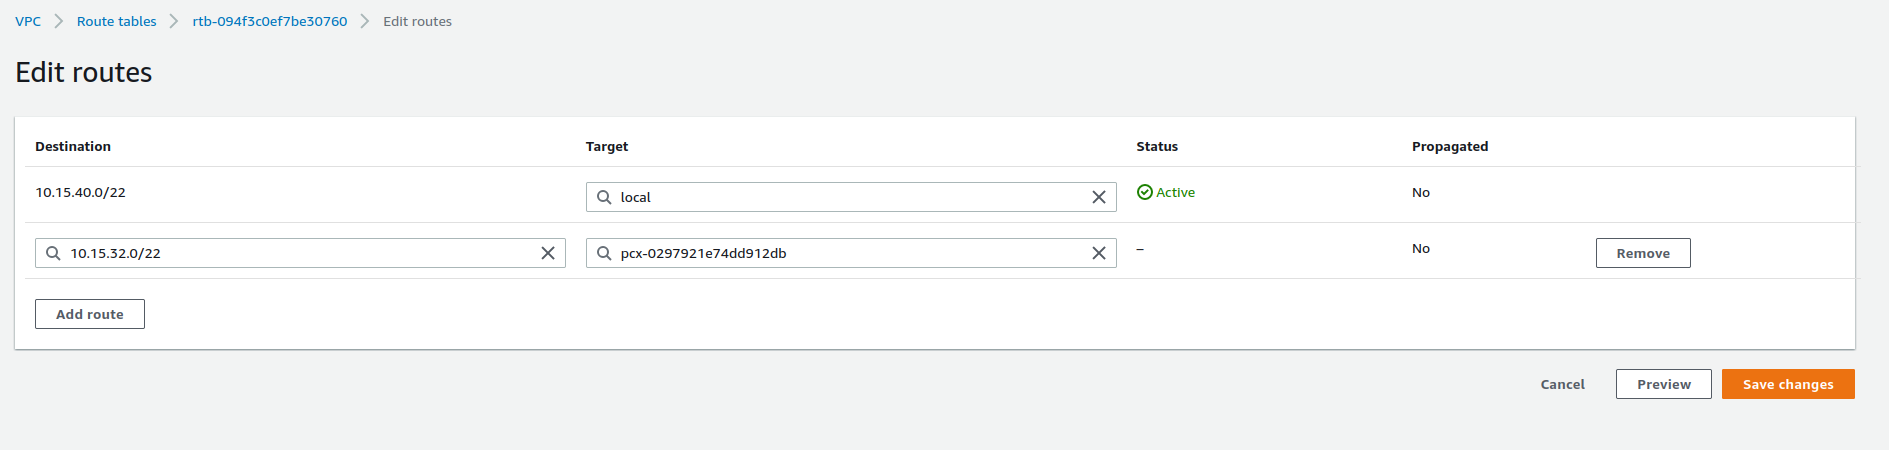 VPC > Route tables > rtb-094f3c0ef7be30760 > Edit routes
Edit routes
Destination Target Status Propagated
10.15.40.0/22 local Active No
10.15.32.0/22 pcx-0297921e74dd912db – No Remove
Add route
Cancel Preview Save changes